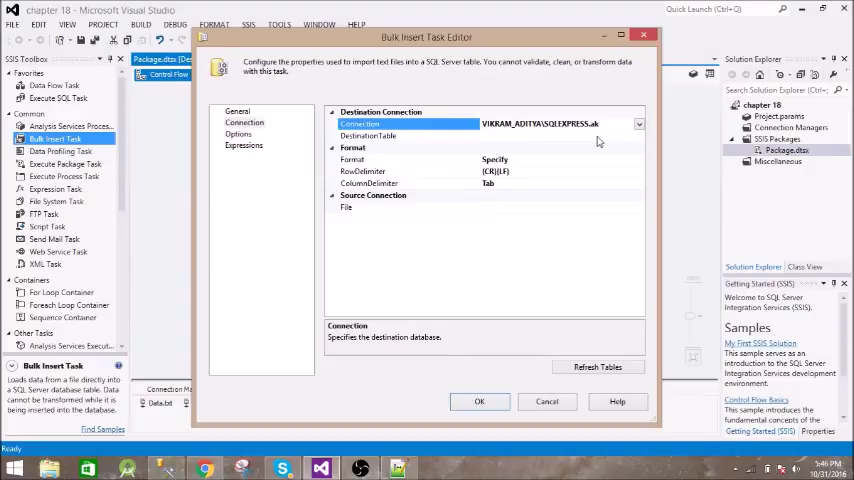 chapter 18 - Microsoft Visual Studio
Quick Launch (Ctrl+Q)
FILE EDIT VIEW PROJECT BUILD DEBUG FORMAT SSIS TOOLS WINDOW
SSIS Toolbox
Favorites
Data Flow Task
Execute SQL Task
Common
Analysis Services Proce...
Bulk Insert Task
Data Profiling Task
Execute Package Task
Execute Process Task
Expression Task
File System Task
FTP Task
Script Task
Send Mail Task
Web Service Task
XML Task
Containers
For Loop Container
Foreach Loop Container
Sequence Container
Other Tasks
Analysis Services Execut...
Bulk Insert Task
Loads data from a file directly into a SQL Server database table. Data cannot be transformed while it is being inserted into the database.
Find Samples
Package.dtsx [Des
Control Flow
Connection Ma
Data.txt
Bulk Insert Task Editor
Configure the properties used to import text files into a SQL Server table. You cannot validate, clean, or transform data
with this task.
General
Connection
Options
Expressions
Destination Connection
Connection VIKRAM_ADITYA\SQLEXPRESS.ak
DestinationTable
Format
Format Specify
RowDelimiter {CR}{LF}
ColumnDelimiter Tab
Source Connection
File
Connection
Specifies the destination database.
Refresh Tables
OK Cancel Help
Solution Explorer
chapter 18
Project.params
Connection Managers
SSIS Packages
Package.dtsx
Miscellaneous
Solution Explorer Class View
Getting Started (SSIS)
Welcome to SQL Server
Integration Services (SSIS)
Samples
My First SSIS Solution
This sample serves as an
introduction to the SQL
Server Integration Services
development environment.
Control Flow Basics
This sample introduces the
fundamental concepts of
Getting Started (SSIS) Properties
Ready
5:46 PM
10/31/2016